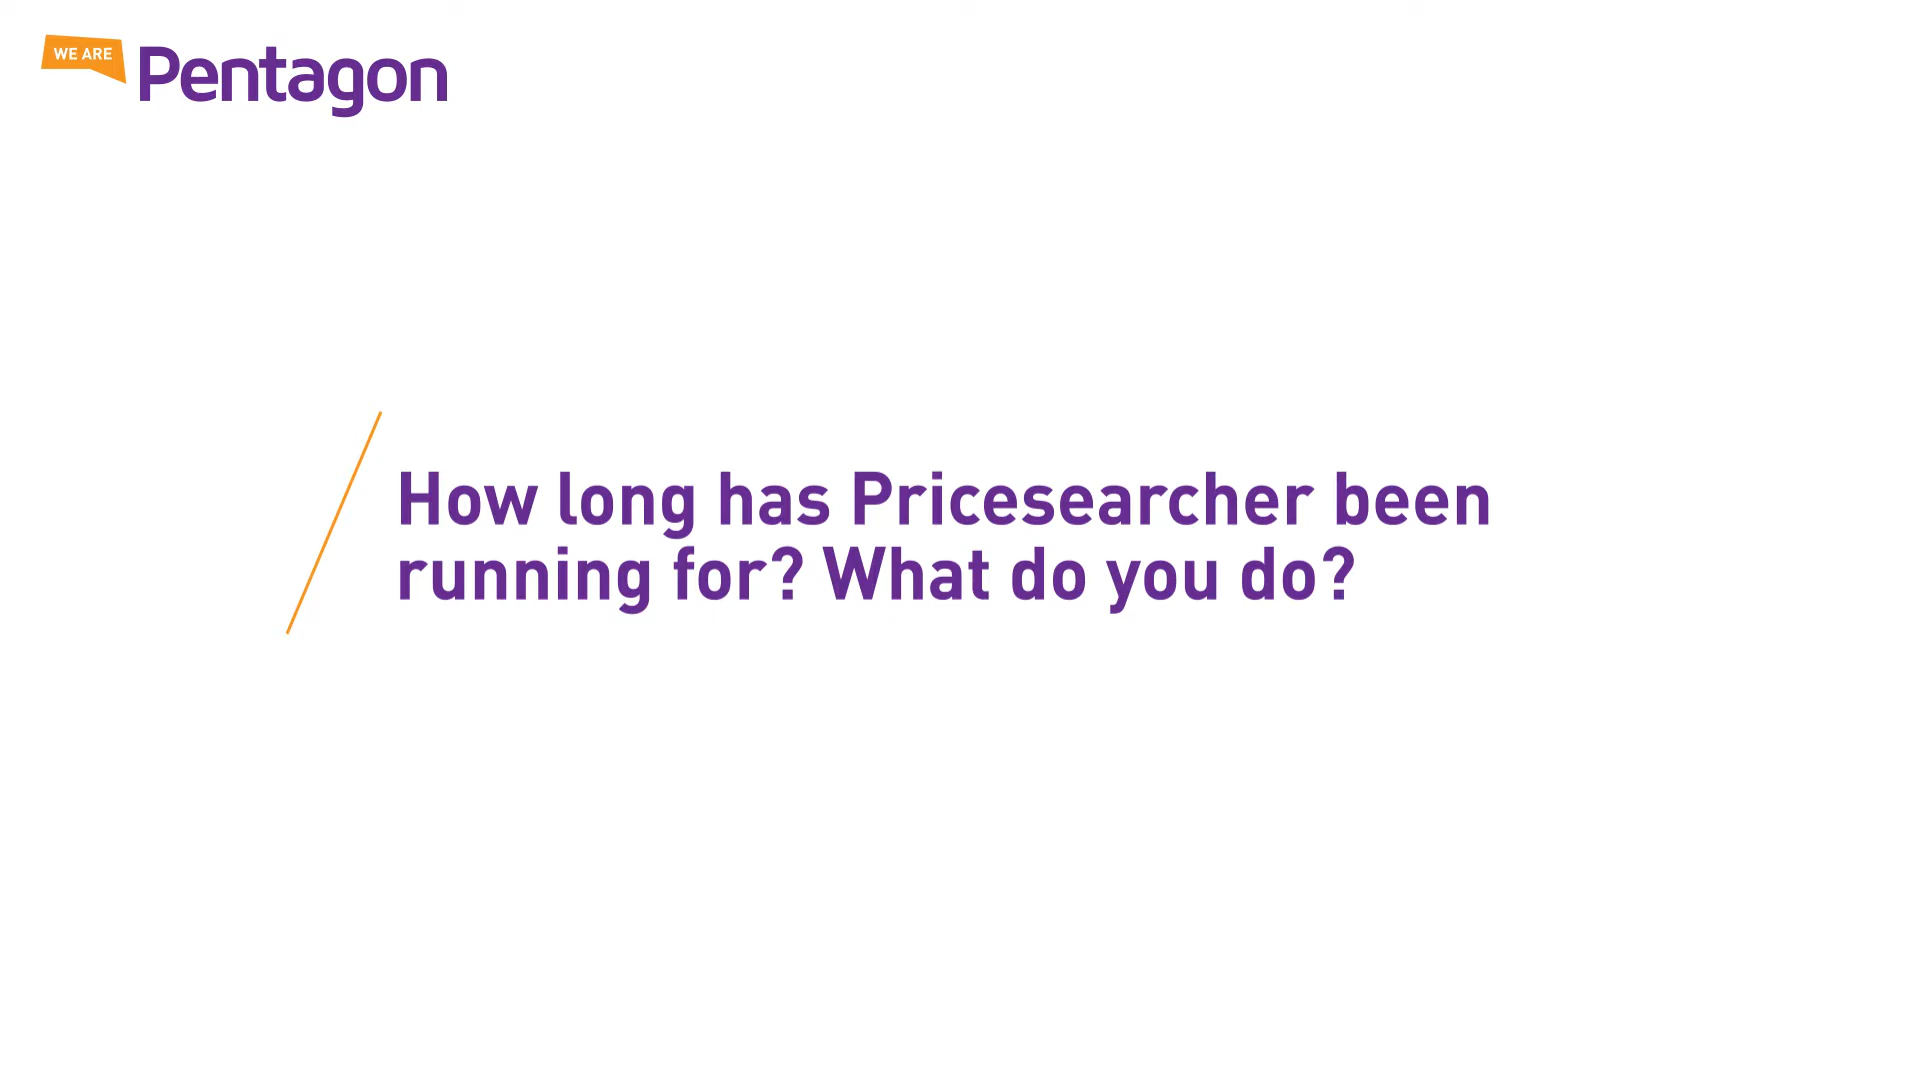 WE ARE
Pentagon
How long has Pricesearcher been
running for? What do you do?